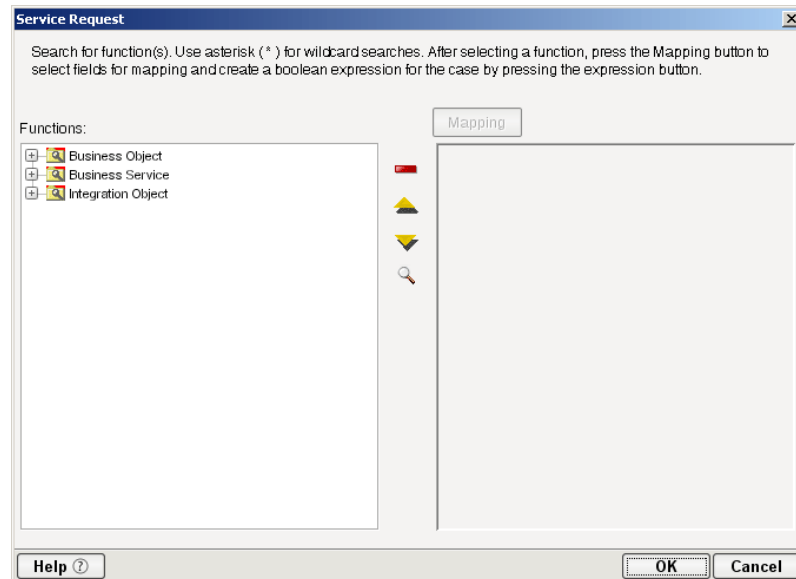 Service Request
Search for function(s). Use asterisk ( * ) for wildcard searches. After selecting a function, press the Mapping button to
select fields for mapping and create a boolean expression for the case by pressing the expression button.
Mapping
Functions:
Business Object
Business Service
Integration Object
Help ?
OK
Cancel